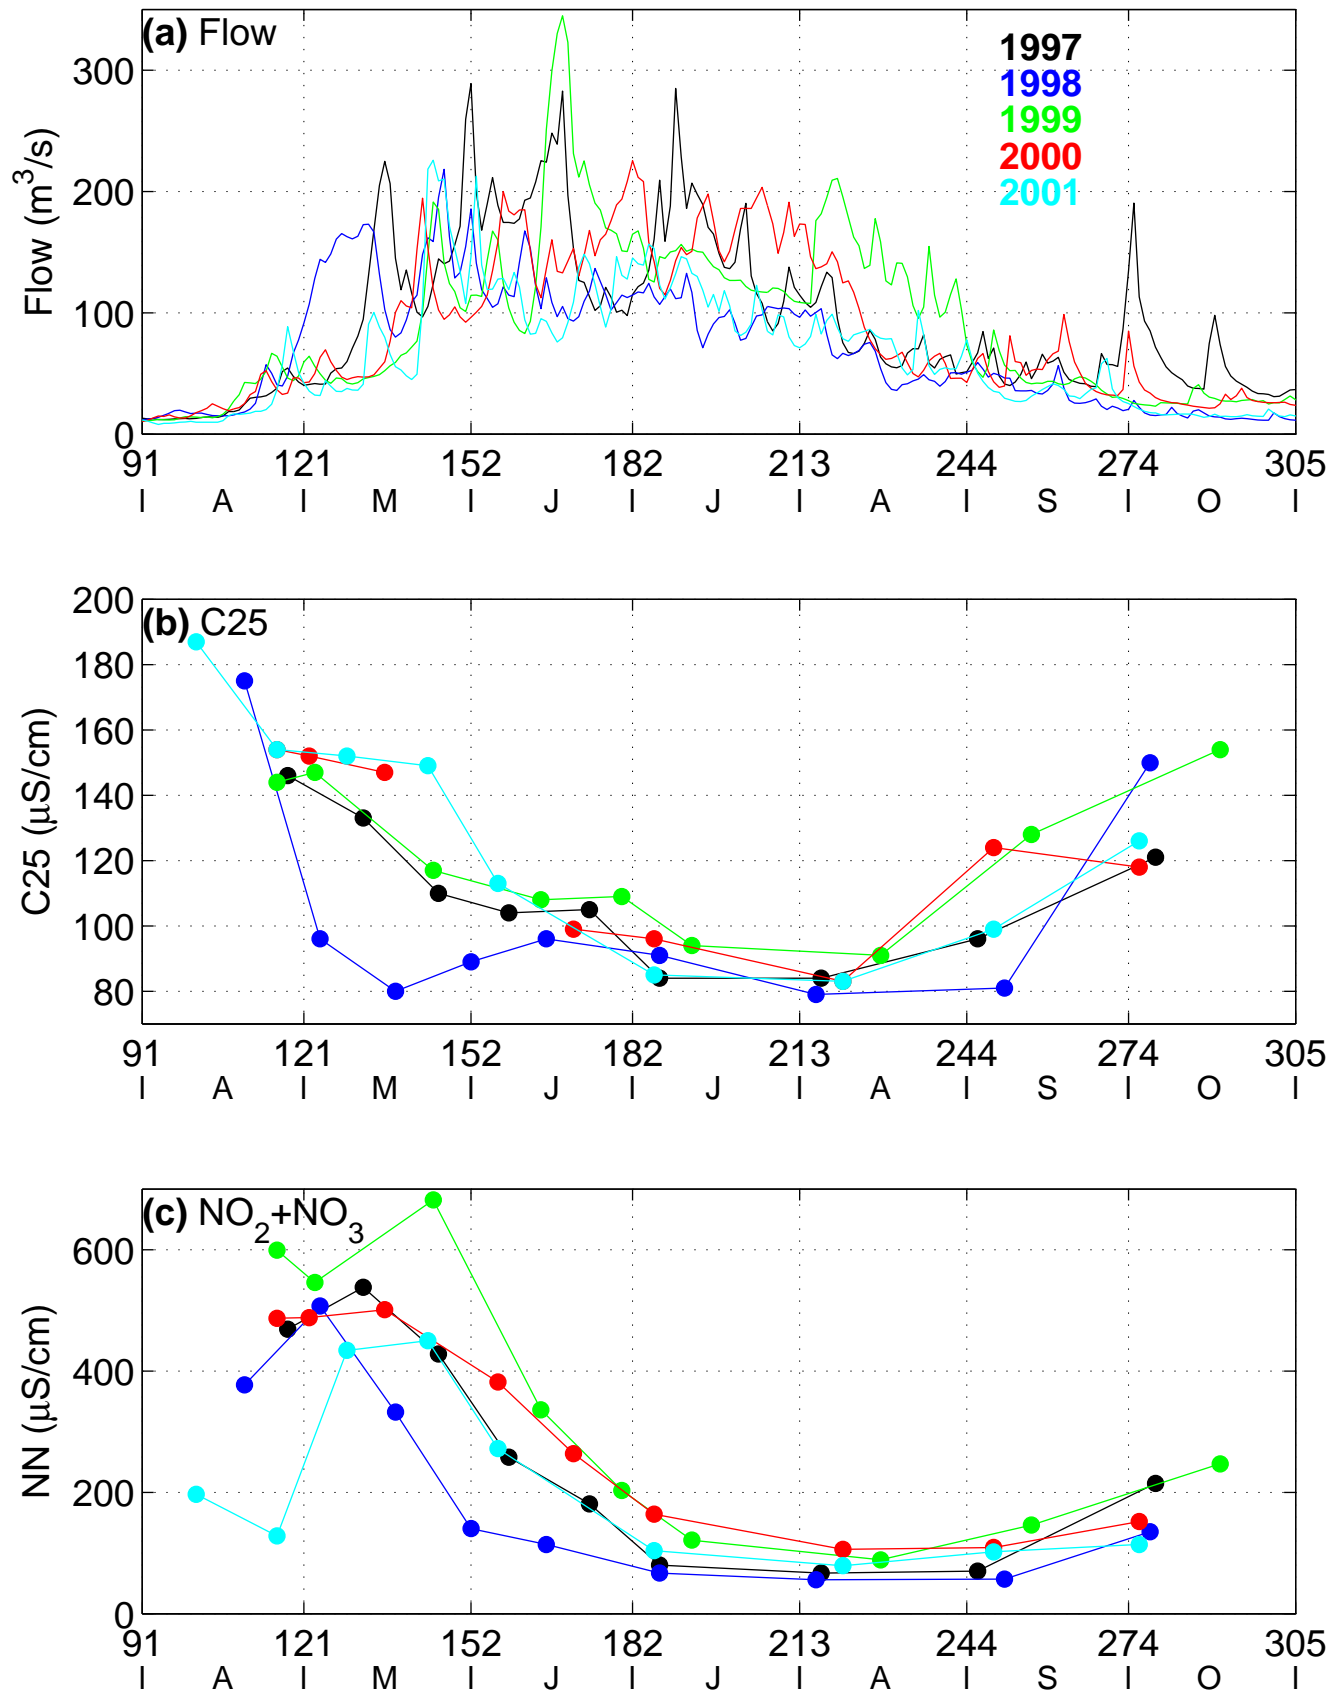 (a) Flow
1997
1998
1999
2000
2001
Flow (m³/s)
300
200
100
0
91 121 152 182 213 244 274 305
I A I M I J I J I A I S I O I
(b) C25
C25 (µS/cm)
200
180
160
140
120
100
80
91 121 152 182 213 244 274 305
I A I M I J I J I A I S I O I
(c) NO₂+NO₃
NN (µS/cm)
600
400
200
0
91 121 152 182 213 244 274 305
I A I M I J I J I A I S I O I